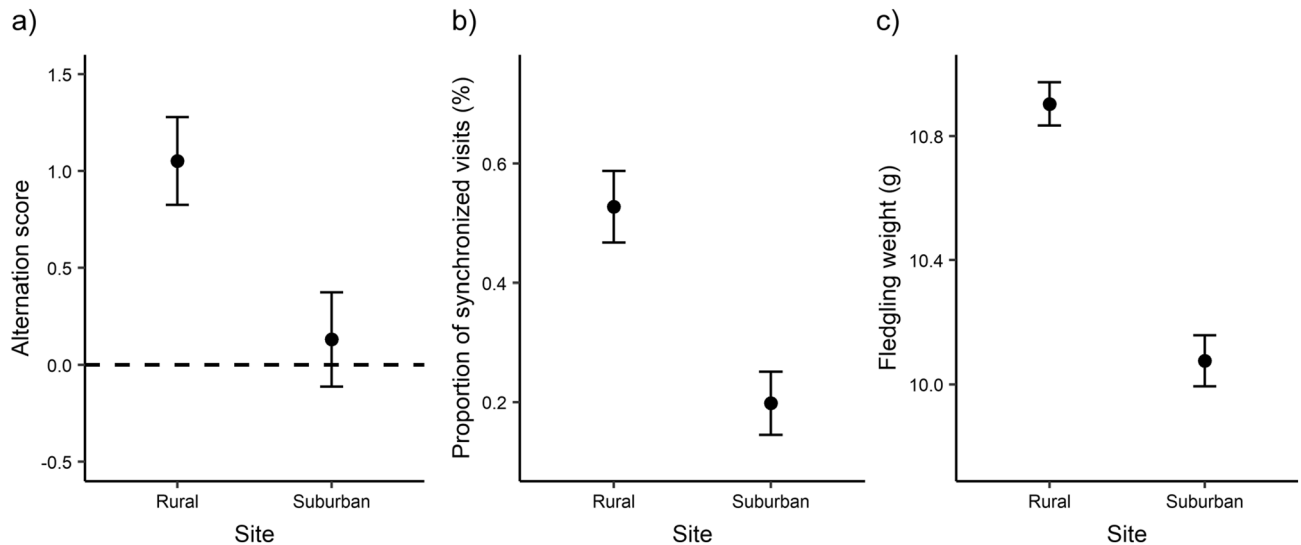 a)
Alternation score
1.5
1.0
0.5
0.0
-0.5
Rural
Suburban
Site
b)
Proportion of synchronized visits (%)
0.6
0.4
0.2
Rural
Suburban
Site
c)
Fledgling weight (g)
10.8
10.4
10.0
Rural
Suburban
Site